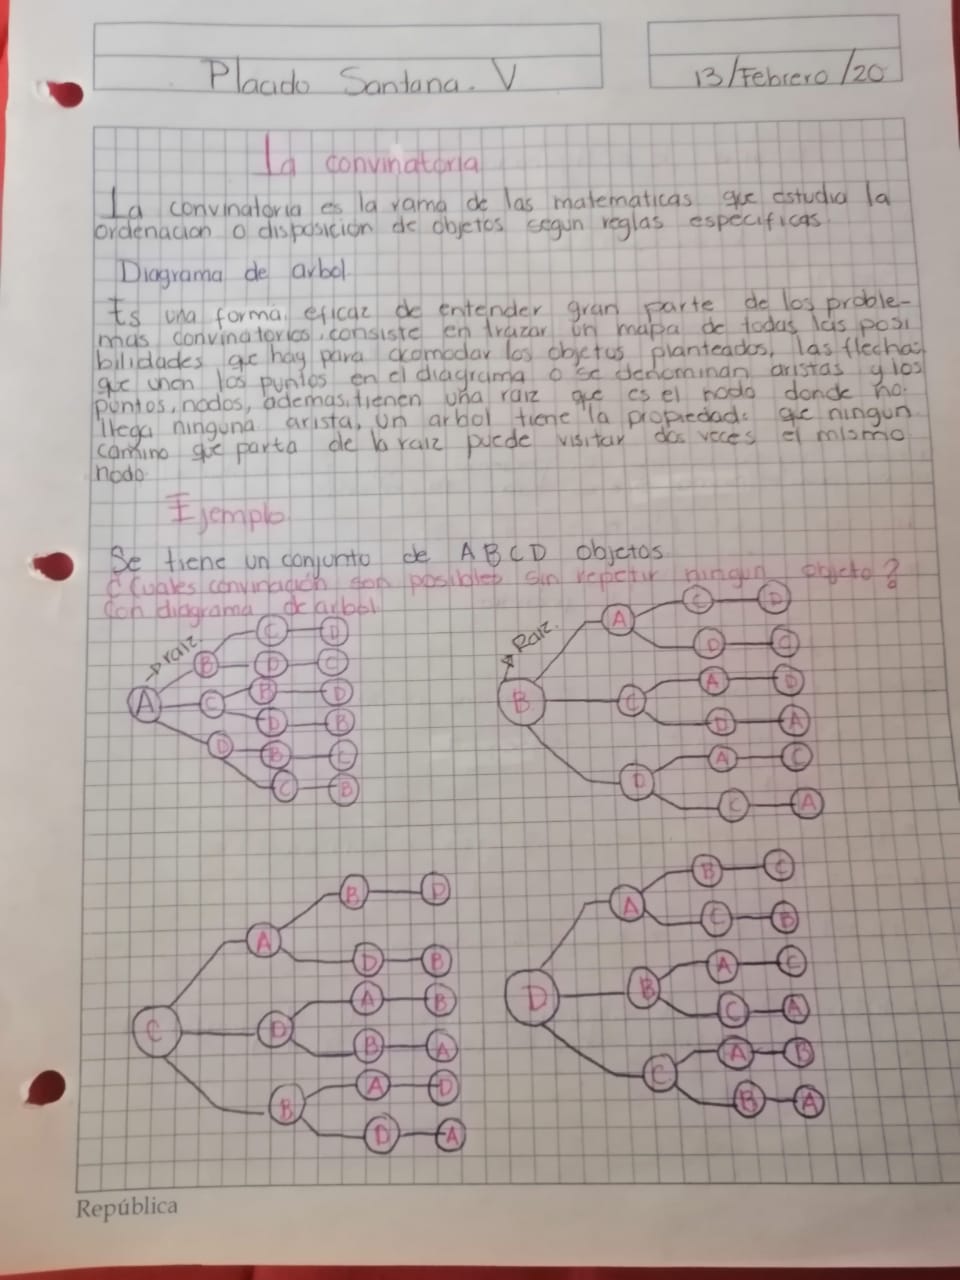 Placido Santana. V
13/Febrero/20
La convinatoria
La convinatoria es la rama de las matematicas que estudia la
ordenacion o disposicion de objetos segun reglas especificas
Diagrama de arbol
Es una forma eficaz de entender gran parte de los proble-
mas convinatorios, consiste en trazar un mapa de todas las posi
bilidades que hay para acomodar los objetos planteados, las flechas
que unen los puntos en el diagrama o se denominan aristas y los
puntos, nodos, ademas, tienen una raiz que es el nodo donde no
llega ninguna arista, un arbol tiene la propiedad: que ningun
camino que parta de la raiz puede visitar dos veces el mismo
nodo
Ejemplo
Se tiene un conjunto de A B C D objetos
¿Cuales convinación son posibles sin repetir ningun objeto?
Con diagrama de arbol
raiz
A
B C D
D C
C B D
D B
D B C
C B
Raiz
B
A C D
D C
C A D
D A
D A C
C A
C
A B D
D B
D A B
B A
B A D
D A
D
A B C
C B
B A C
C A
C A B
B A
República